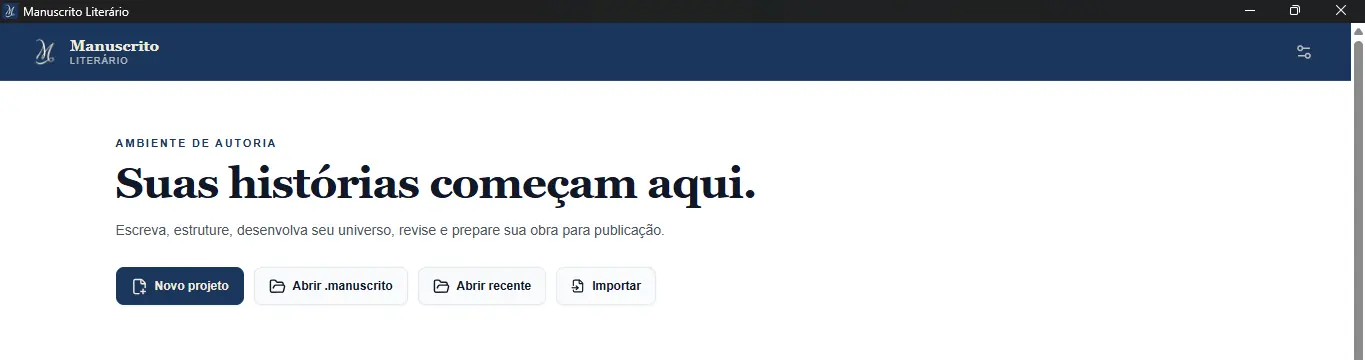 Manuscrito Literário
Manuscrito
LITERÁRIO
AMBIENTE DE AUTORIA
Suas histórias começam aqui.
Escreva, estruture, desenvolva seu universo, revise e prepare sua obra para publicação.
Novo projeto Abrir .manuscrito Abrir recente Importar